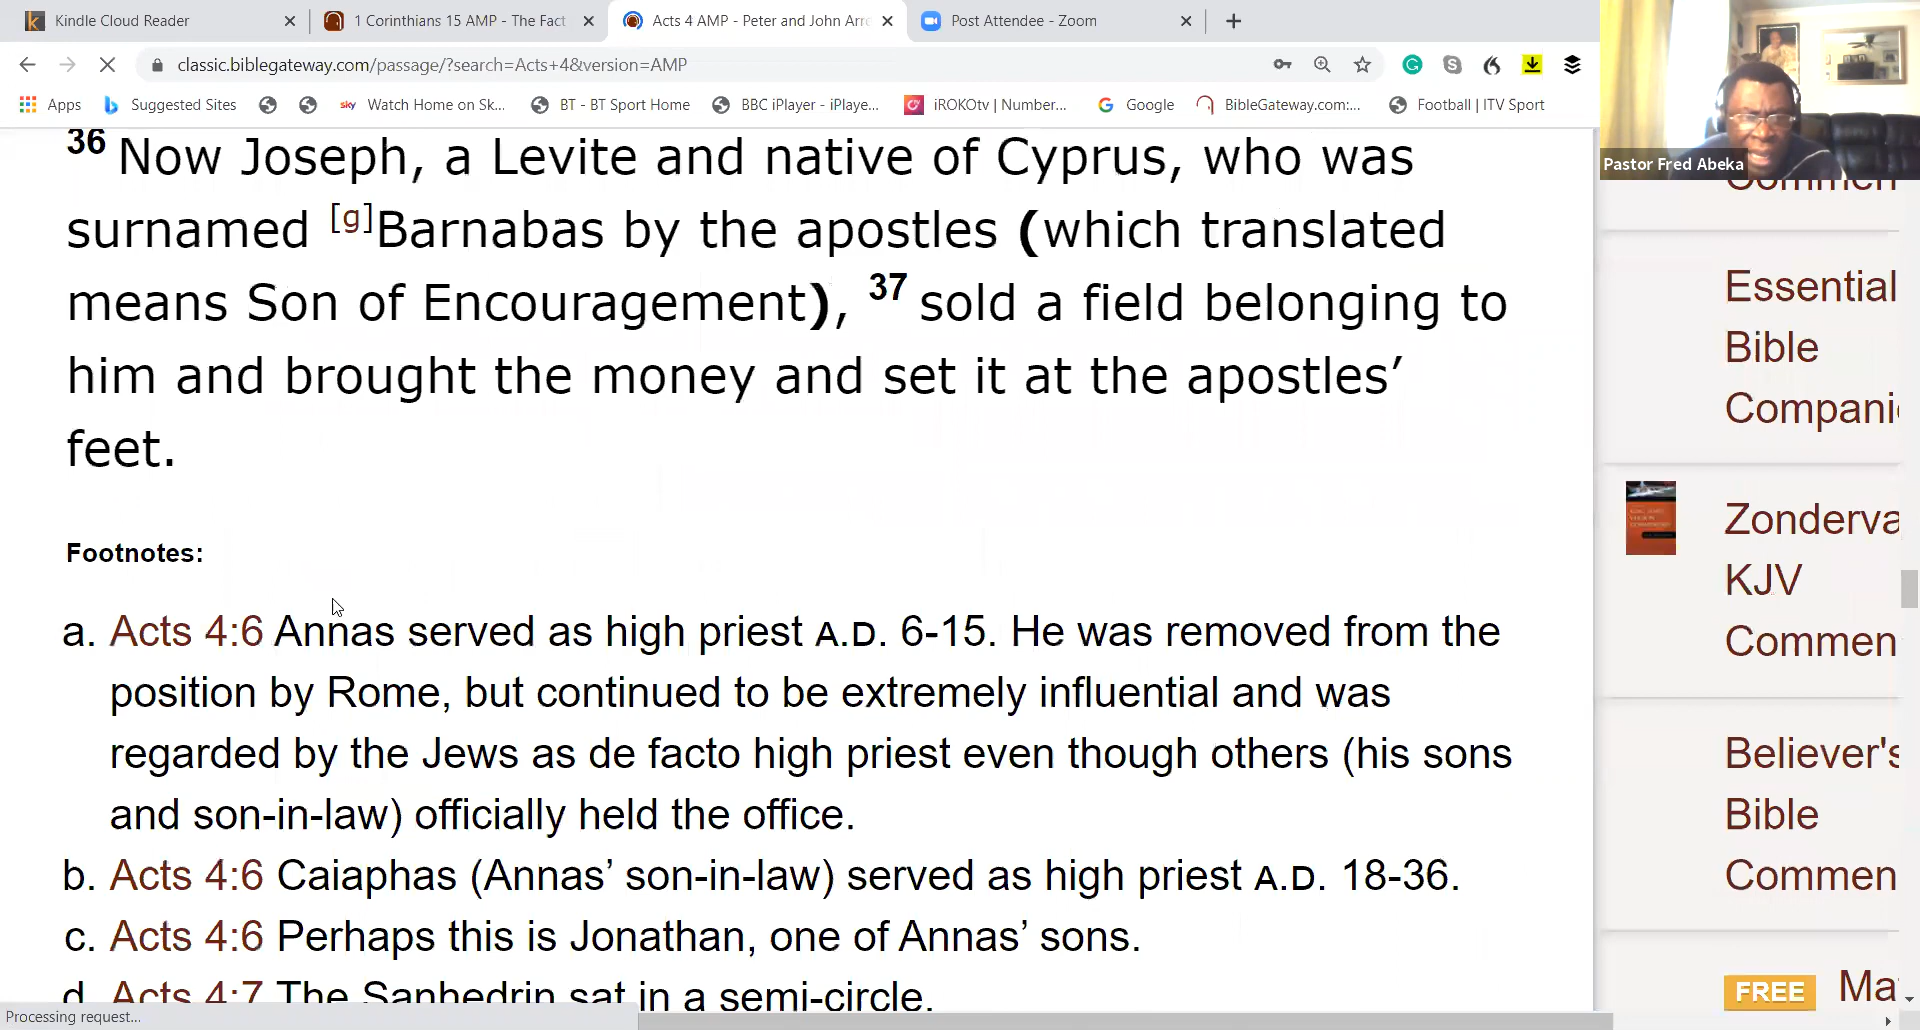 Kindle Cloud Reader
1 Corinthians 15 AMP - The Fact
Acts 4 AMP - Peter and John Arre
Post Attendee - Zoom
classic.biblegateway.com/passage/?search=Acts+4&version=AMP
Apps
Suggested Sites
sky
Watch Home on Sk...
BT - BT Sport Home
BBC iPlayer - iPlaye...
iROKOtv | Number...
Google
BibleGateway.com:...
Football | ITV Sport
Pastor Fred Abeka
36 Now Joseph, a Levite and native of Cyprus, who was
surnamed [g]Barnabas by the apostles (which translated
means Son of Encouragement), 37 sold a field belonging to
him and brought the money and set it at the apostles’
feet.
Footnotes:
a. Acts 4:6 Annas served as high priest A.D. 6-15. He was removed from the
position by Rome, but continued to be extremely influential and was
regarded by the Jews as de facto high priest even though others (his sons
and son-in-law) officially held the office.
b. Acts 4:6 Caiaphas (Annas’ son-in-law) served as high priest A.D. 18-36.
c. Acts 4:6 Perhaps this is Jonathan, one of Annas’ sons.
d. Acts 4:7 The Sanhedrin sat in a semi-circle.
Commen
Essential
Bible
Compani
Zonderva
KJV
Commen
Believer's
Bible
Commen
FREE Ma
Processing request...